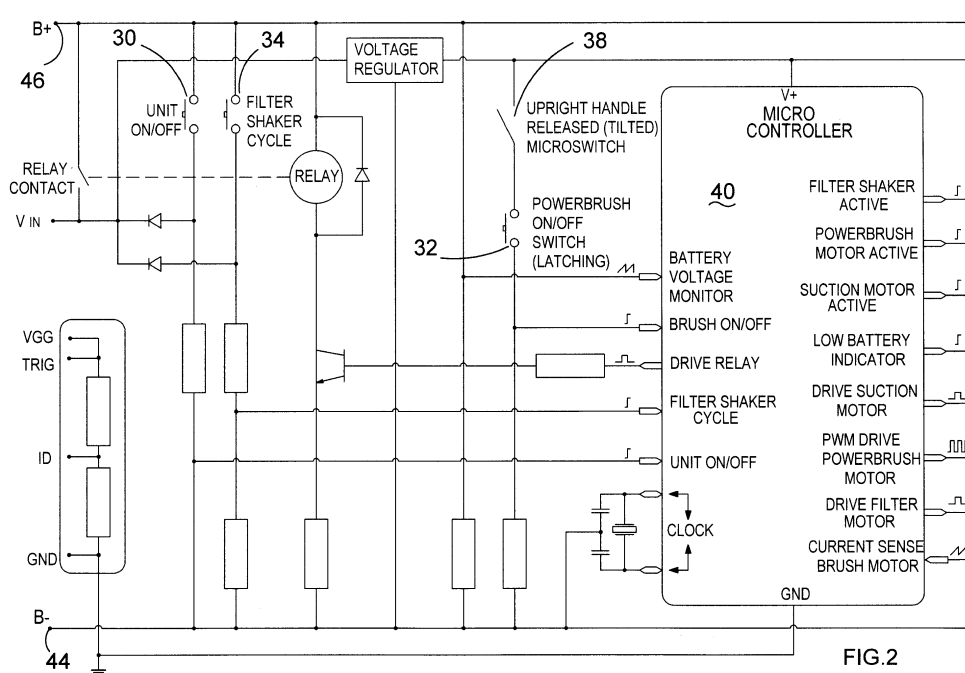 B+
46
30
34
VOLTAGE
REGULATOR
38
UNIT
ON/OFF
FILTER
SHAKER
CYCLE
UPRIGHT HANDLE
RELEASED (TILTED)
MICROSWITCH
V+
MICRO
CONTROLLER
40
RELAY
CONTACT
RELAY
V IN
POWERBRUSH
ON/OFF
SWITCH
(LATCHING)
32
BATTERY
VOLTAGE
MONITOR
BRUSH ON/OFF
DRIVE RELAY
FILTER SHAKER
CYCLE
UNIT ON/OFF
CLOCK
FILTER SHAKER
ACTIVE
POWERBRUSH
MOTOR ACTIVE
SUCTION MOTOR
ACTIVE
LOW BATTERY
INDICATOR
DRIVE SUCTION
MOTOR
PWM DRIVE
POWERBRUSH
MOTOR
DRIVE FILTER
MOTOR
CURRENT SENSE
BRUSH MOTOR
GND
VGG
TRIG
ID
GND
B-
44
FIG.2